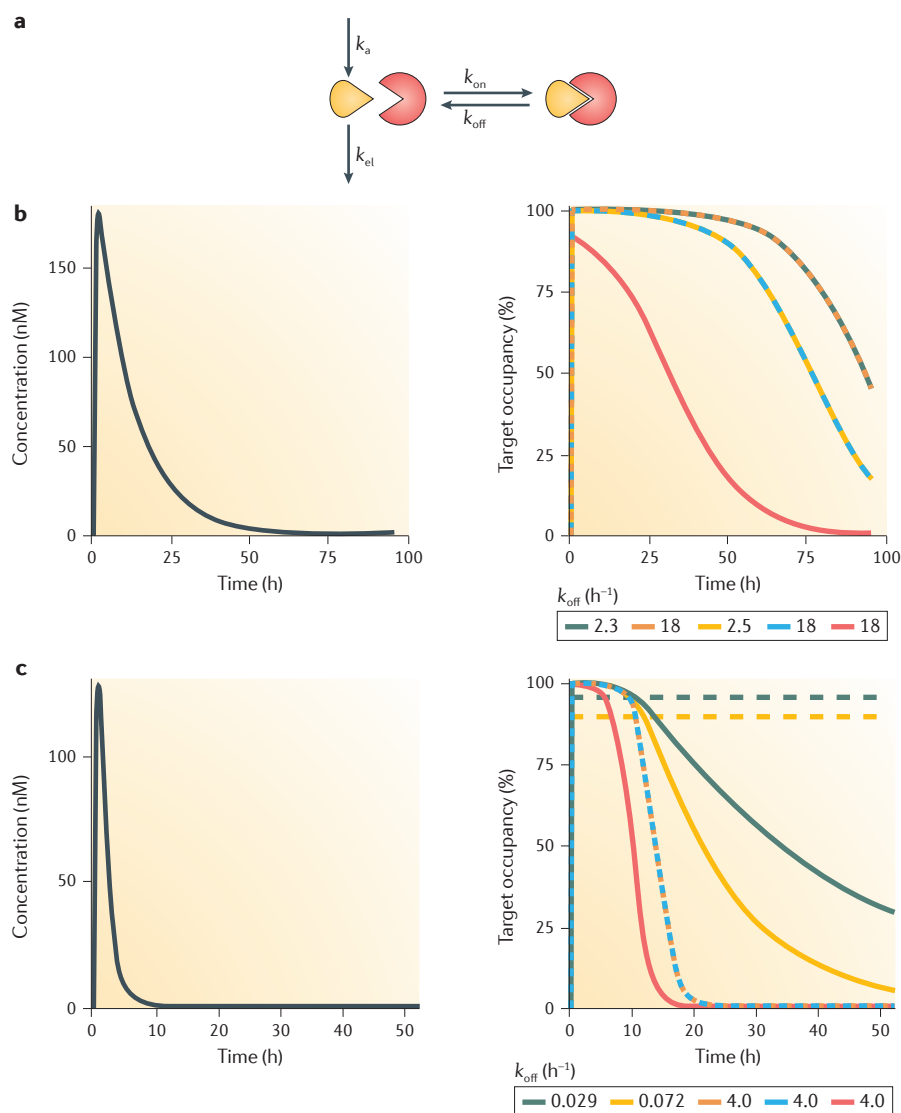 a
kₐ
k_on
k_off
k_el
b
Concentration (nM)
150
100
50
0
0 25 50 75 100
Time (h)
Target occupancy (%)
100
75
50
25
0
0 25 50 75 100
Time (h)
k_off (h⁻¹)
2.3 18 2.5 18 18
c
Concentration (nM)
100
50
0
0 10 20 30 40 50
Time (h)
Target occupancy (%)
100
75
50
25
0
0 10 20 30 40 50
Time (h)
k_off (h⁻¹)
0.029 0.072 4.0 4.0 4.0